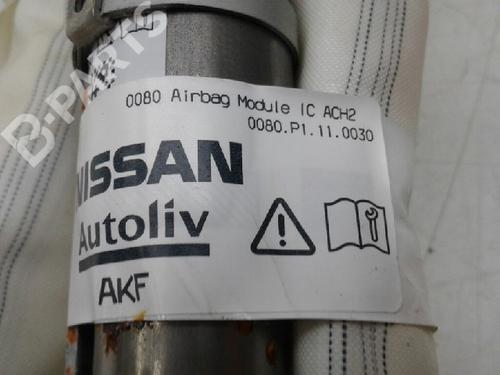 B-PARTS
0080 Airbag Module IC ACH2
0080.P1.11.0030
NISSAN
Autoliv
AKF